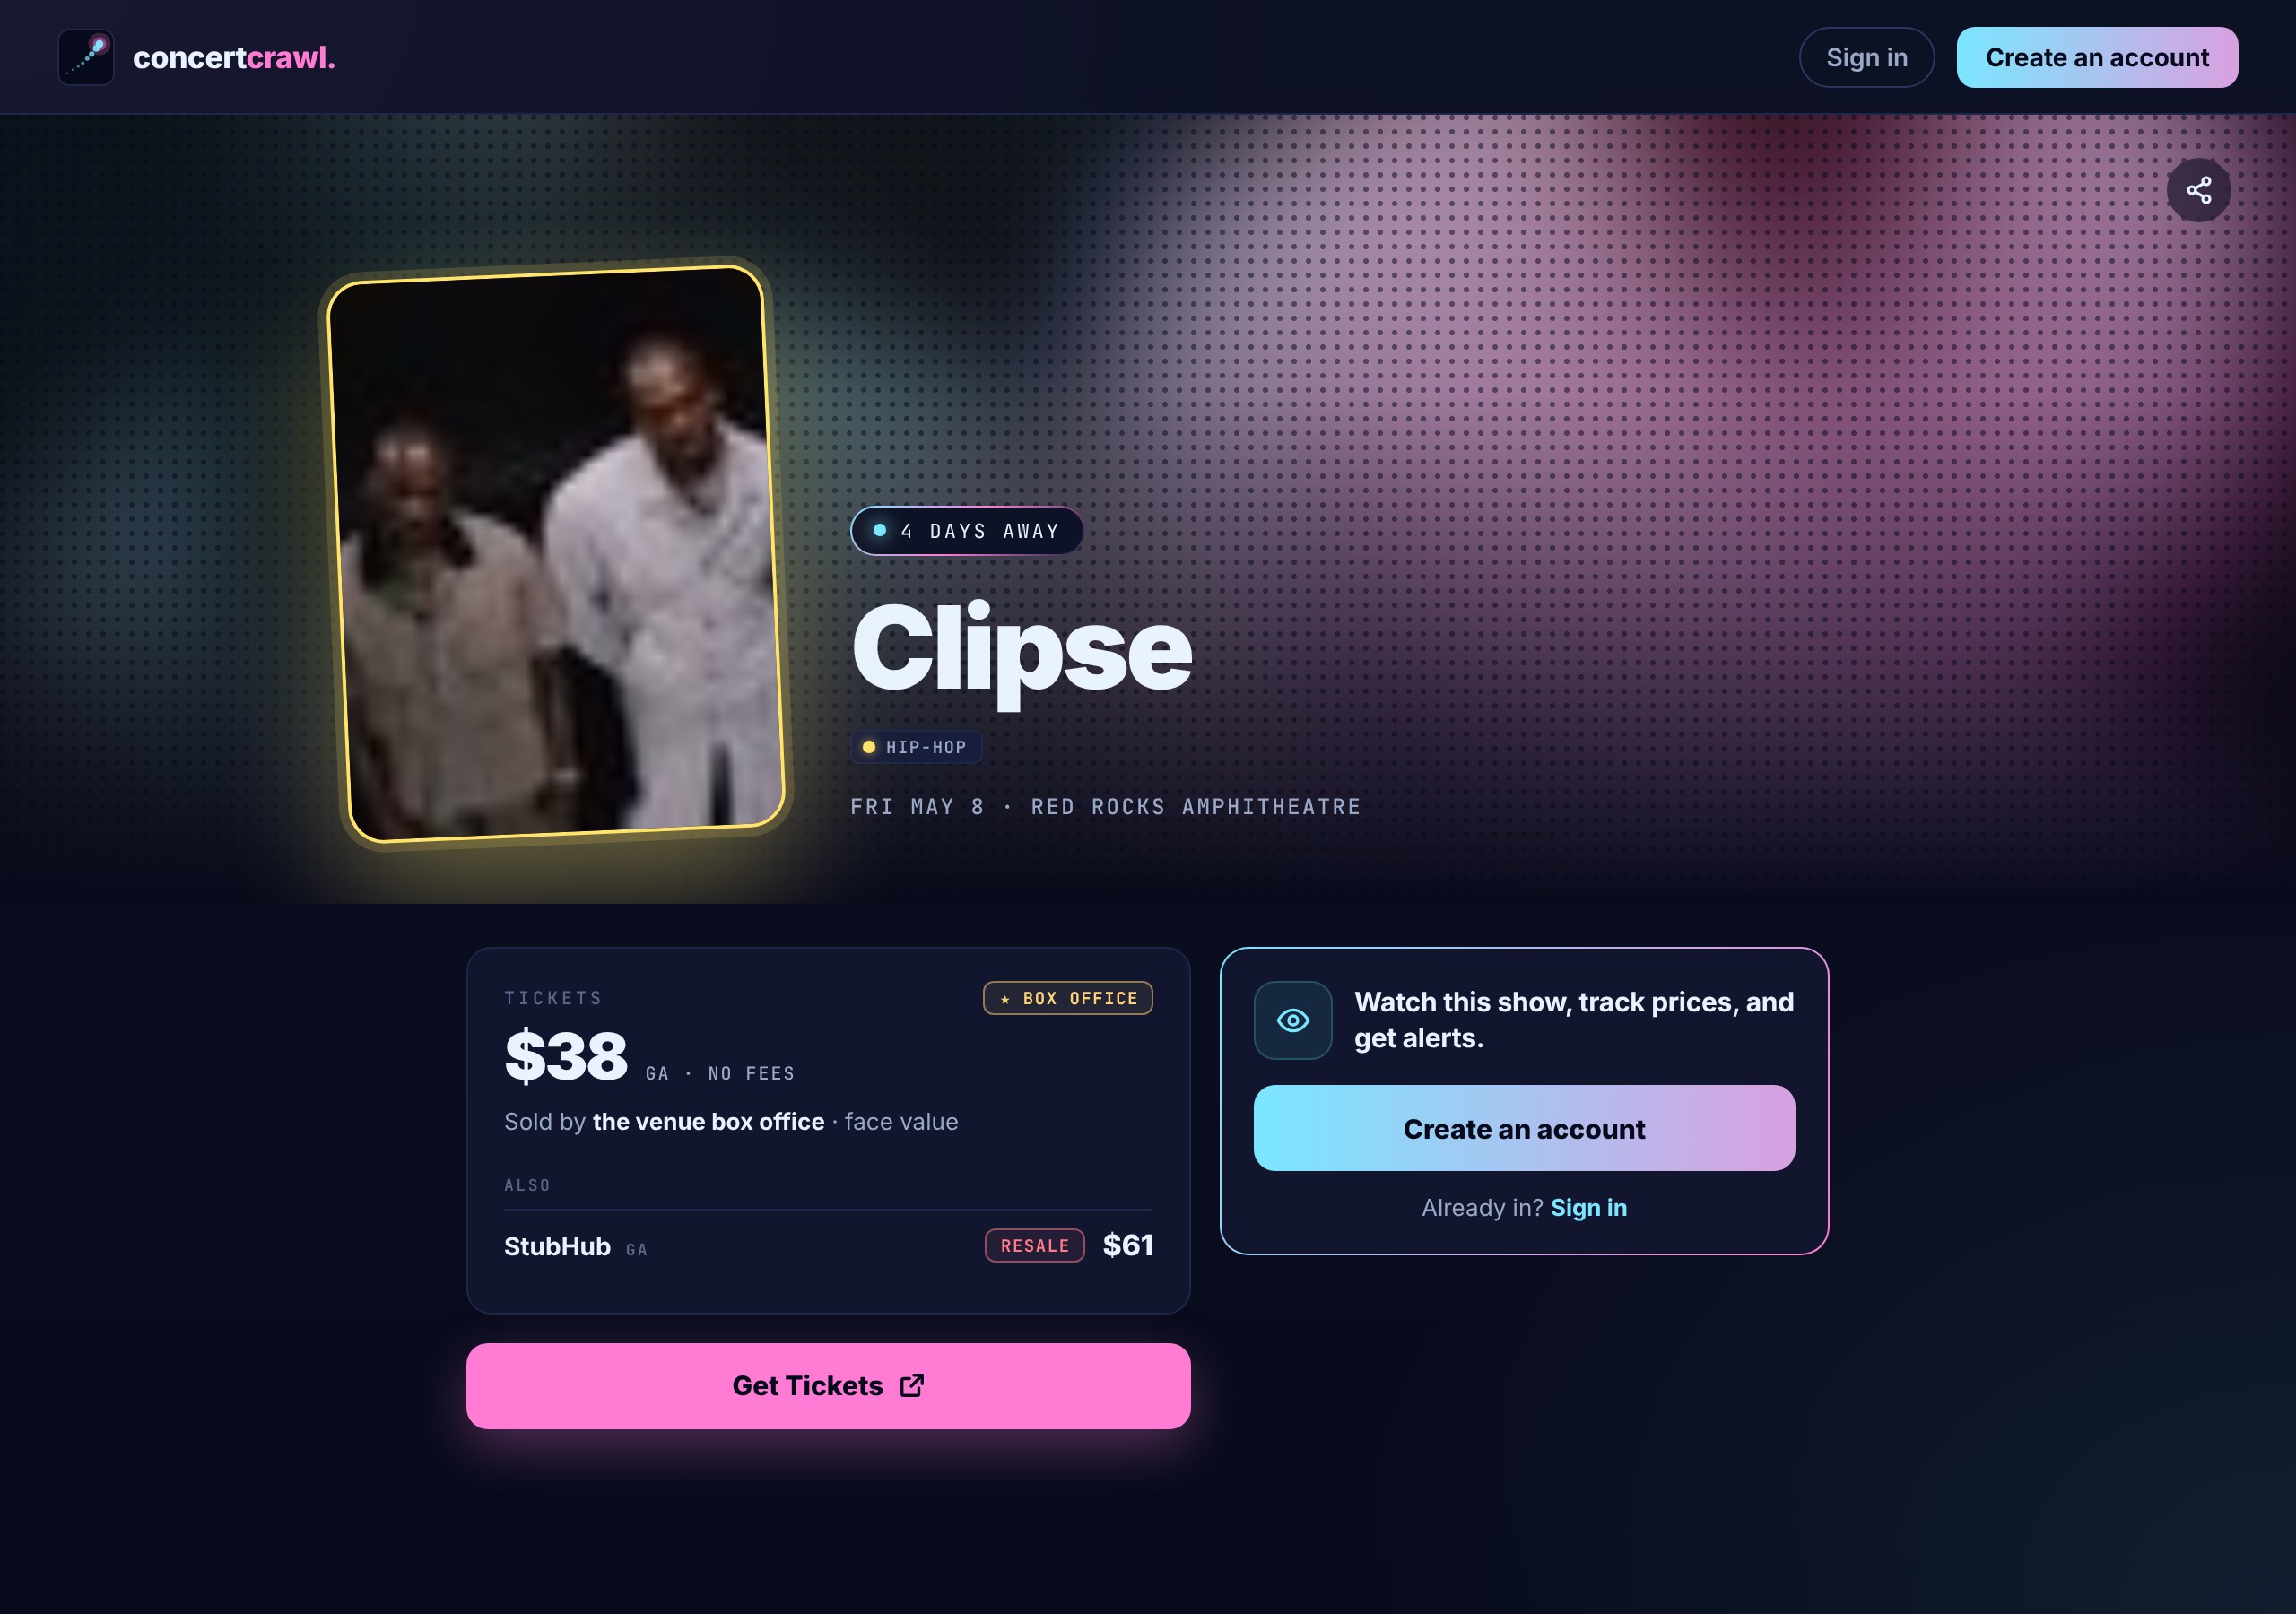 concertcrawl.
Sign in
Create an account
4 DAYS AWAY
Clipse
HIP-HOP
FRI MAY 8 · RED ROCKS AMPHITHEATRE
TICKETS
★ BOX OFFICE
$38 GA · NO FEES
Sold by the venue box office · face value
ALSO
StubHub GA RESALE $61
Get Tickets
Watch this show, track prices, and
get alerts.
Create an account
Already in? Sign in